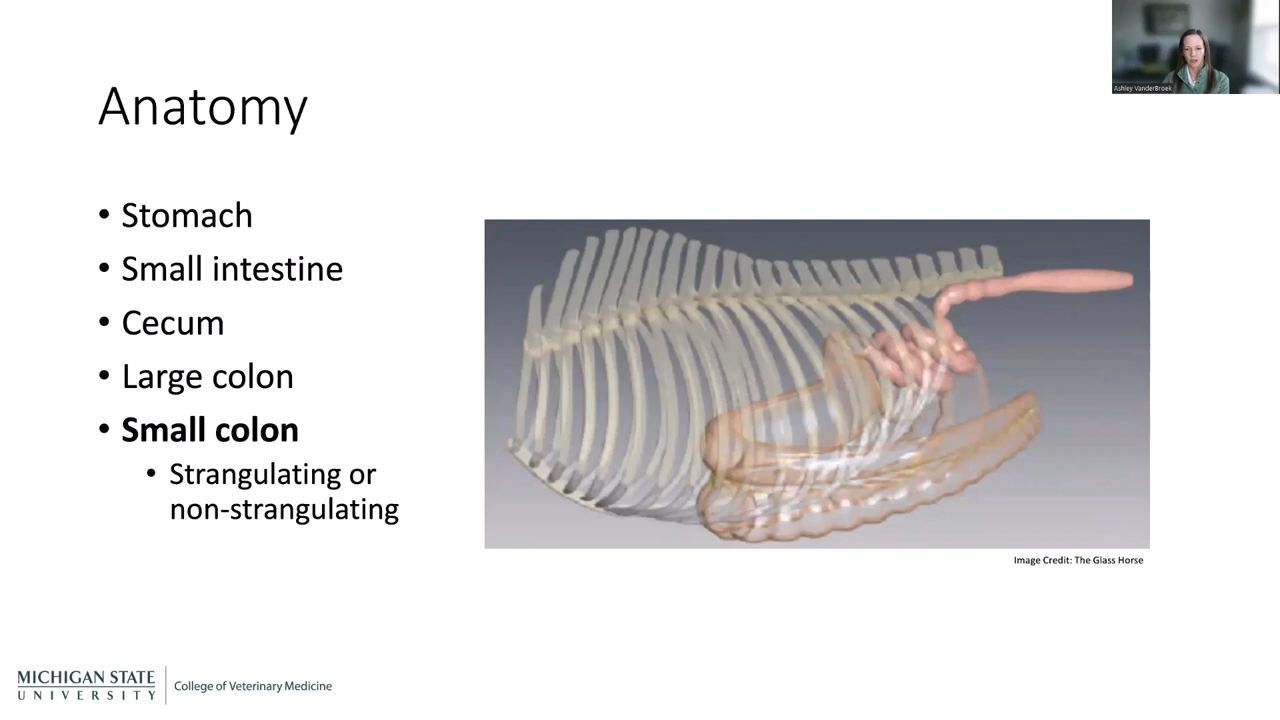 Ashley VanderBroek
Anatomy
• Stomach
• Small intestine
• Cecum
• Large colon
• Small colon
• Strangulating or
non-strangulating
Image Credit: The Glass Horse
MICHIGAN STATE
UNIVERSITY
College of Veterinary Medicine